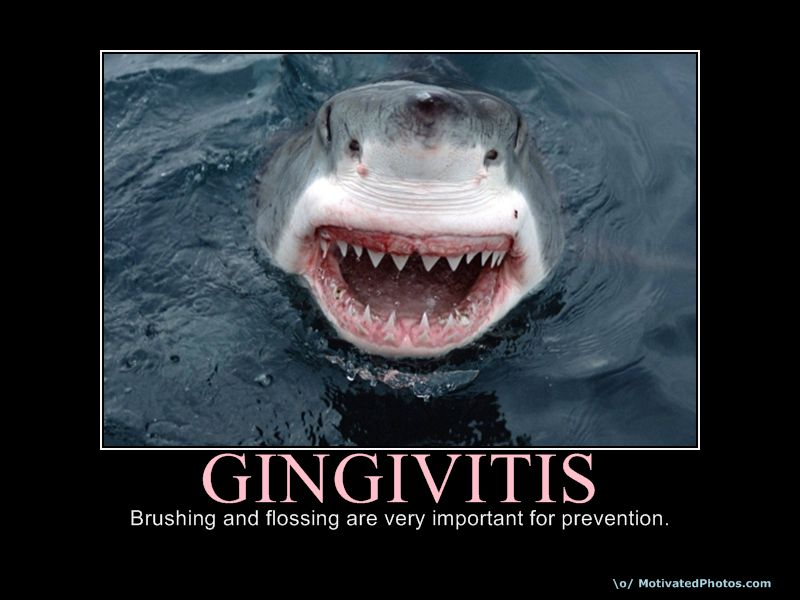 GINGIVITIS
Brushing and flossing are very important for prevention.
\o/ MotivatedPhotos.com